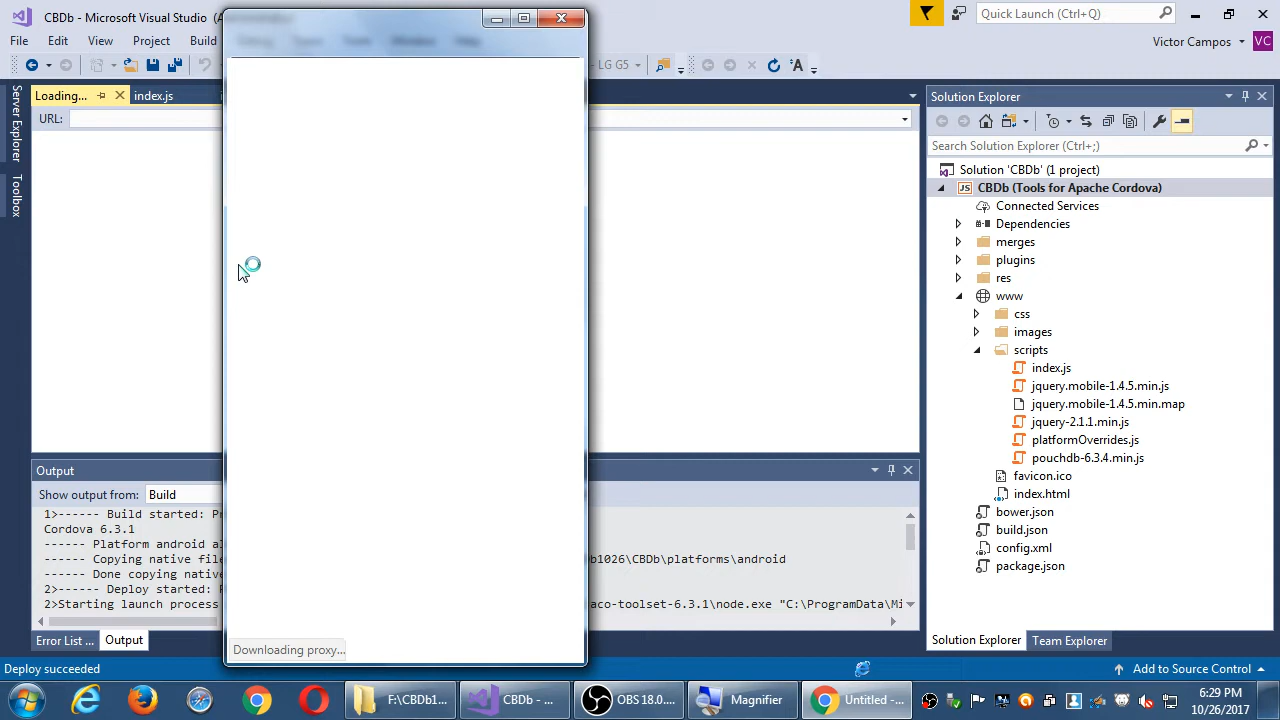 CBDb - Microsoft Visual Studio
Quick Launch (Ctrl+;)
File Edit View Project Build
Victor Campos VC
LG G5
Loading... index.js
Server Explorer
Toolbox
URL:
Downloading proxy...
Solution Explorer
Search Solution Explorer (Ctrl+;)
Solution 'CBDb' (1 project)
JS CBDb (Tools for Apache Cordova)
Connected Services
Dependencies
merges
plugins
res
www
css
images
scripts
index.js
jquery.mobile-1.4.5.min.js
jquery.mobile-1.4.5.min.map
jquery-2.1.1.min.js
platformOverrides.js
pouchdb-6.3.4.min.js
favicon.ico
index.html
bower.json
build.json
config.xml
package.json
Solution Explorer Team Explorer
Output
Show output from: Build
1>------ Build started:
Cordova 6.3.1
------ Platform android
------ Copying native b1026\CBDb\platforms\android
------ Done copying
2>------ Deploy started:
2>Starting launch process aco-toolset-6.3.1\node.exe "C:\ProgramData\Mi
Error List ... Output
Deploy succeeded
Add to Source Control
F:\CBDb1... CBDb - ... OBS 18.0.... Magnifier Untitled -...
6:29 PM
10/26/2017